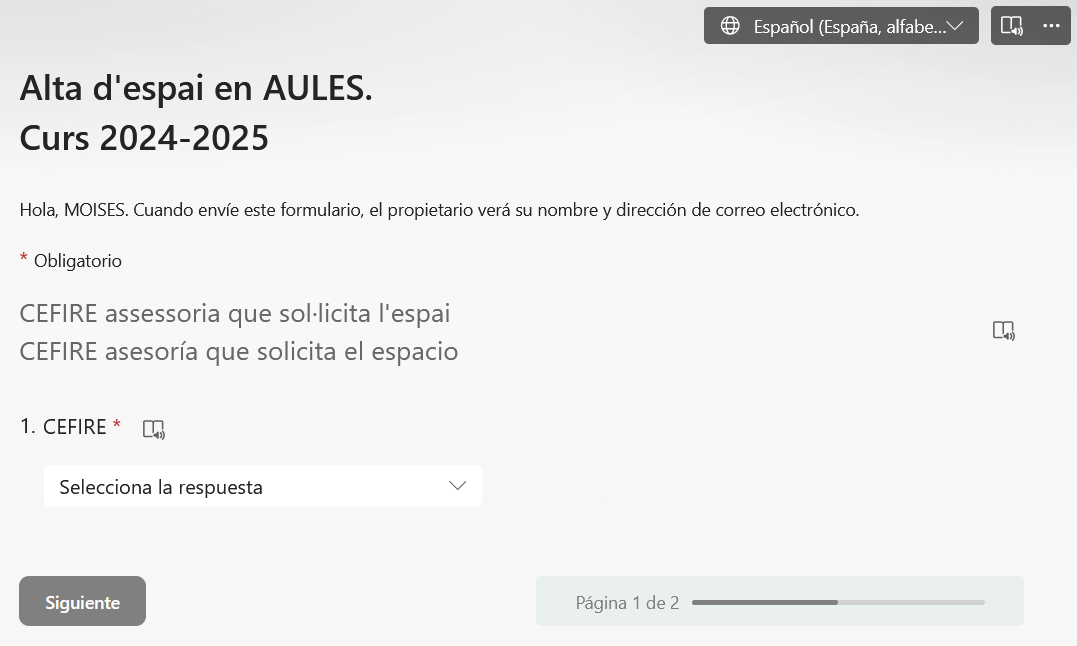 Español (España, alfabe...
Alta d'espai en AULES.
Curs 2024-2025
Hola, MOISES. Cuando envíe este formulario, el propietario verá su nombre y dirección de correo electrónico.
* Obligatorio
CEFIRE assessoria que sol·licita l'espai
CEFIRE asesoría que solicita el espacio
1. CEFIRE *
Selecciona la respuesta
Siguiente
Página 1 de 2